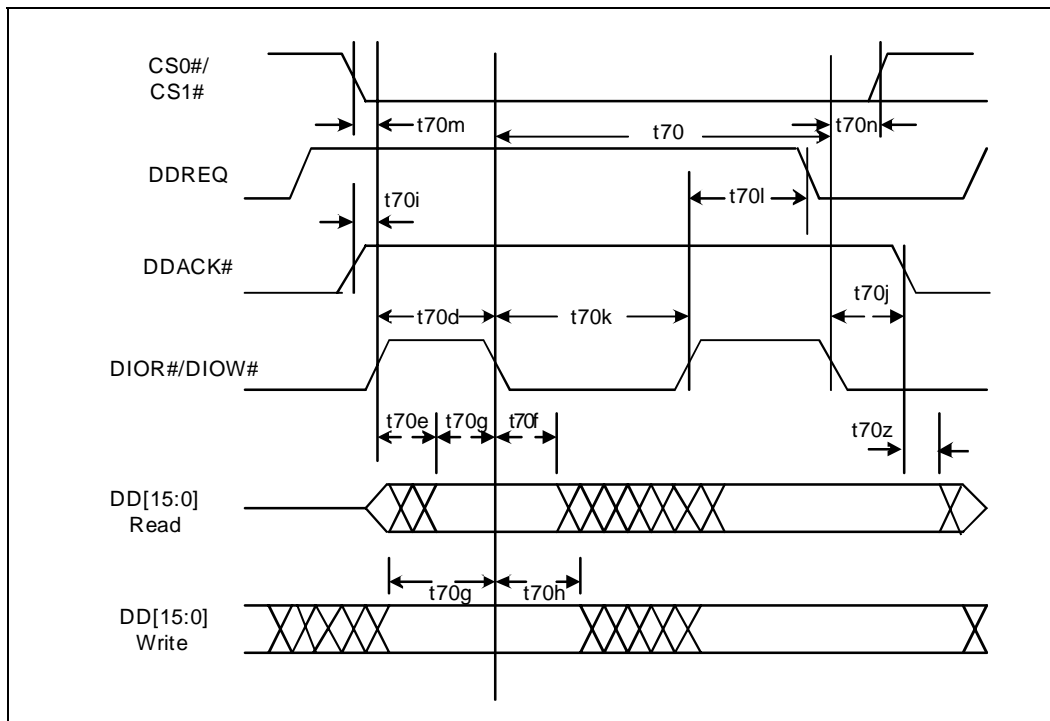 CS0#/
CS1#
t70m
t70
t70n
DDREQ
t70i
t70l
DDACK#
t70d
t70k
t70j
DIOR#/DIOW#
t70e
t70g
t70f
t70z
DD[15:0]
Read
t70g
t70h
DD[15:0]
Write